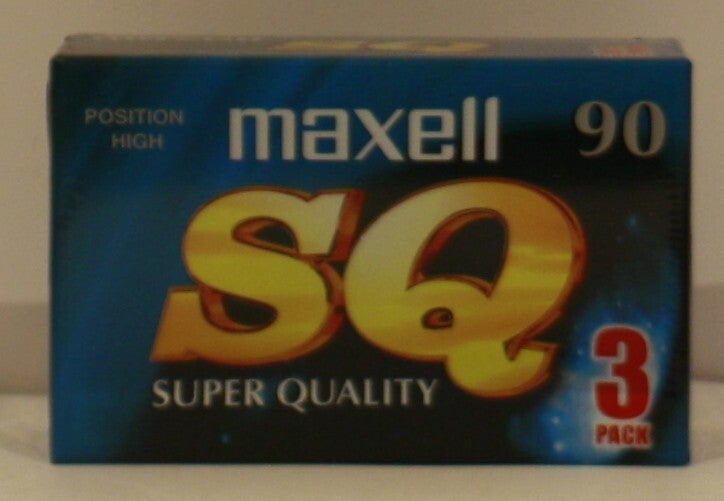 POSITION
HIGH
maxell
90
SQ
SUPER QUALITY
3
PACK